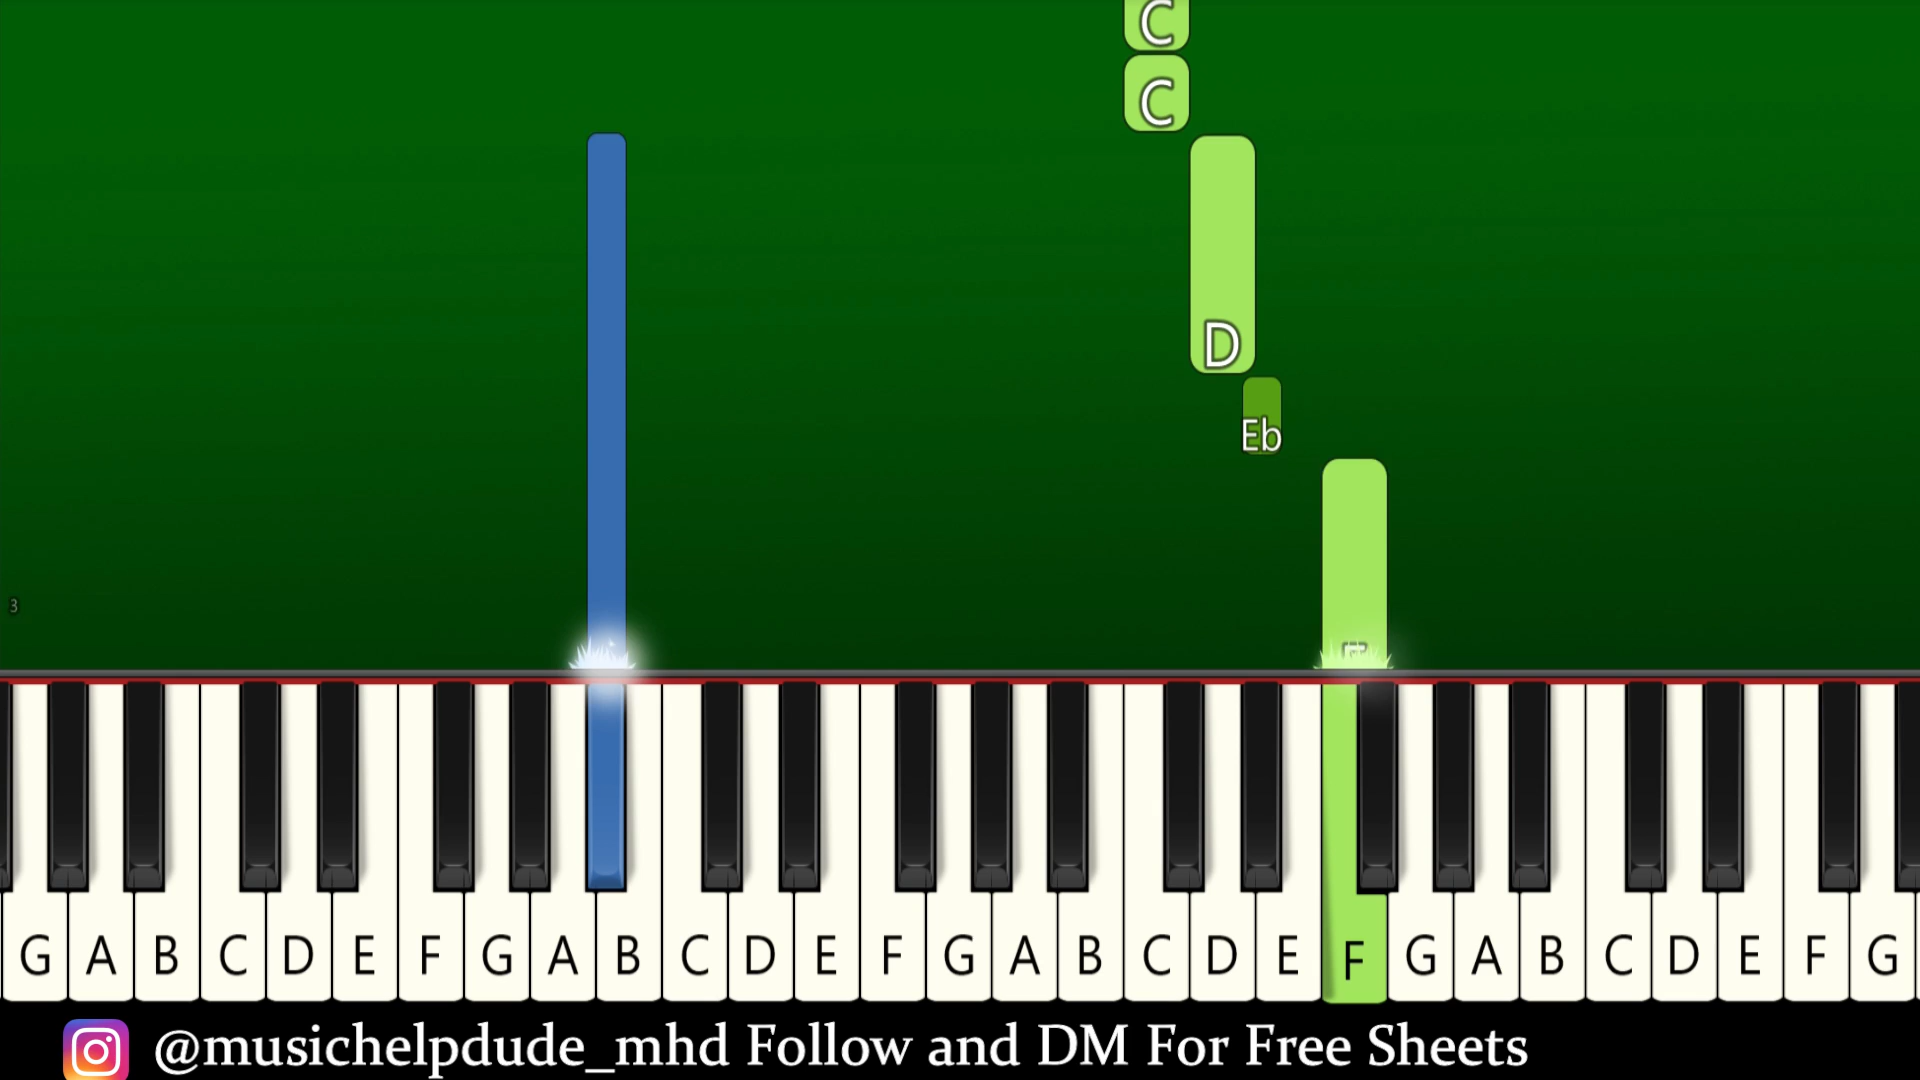 C
C
D
Eb
F
3
G A B C D E F G A B C D E F G A B C D E F G A B C D E F G
@musichelpdude_mhd Follow and DM For Free Sheets